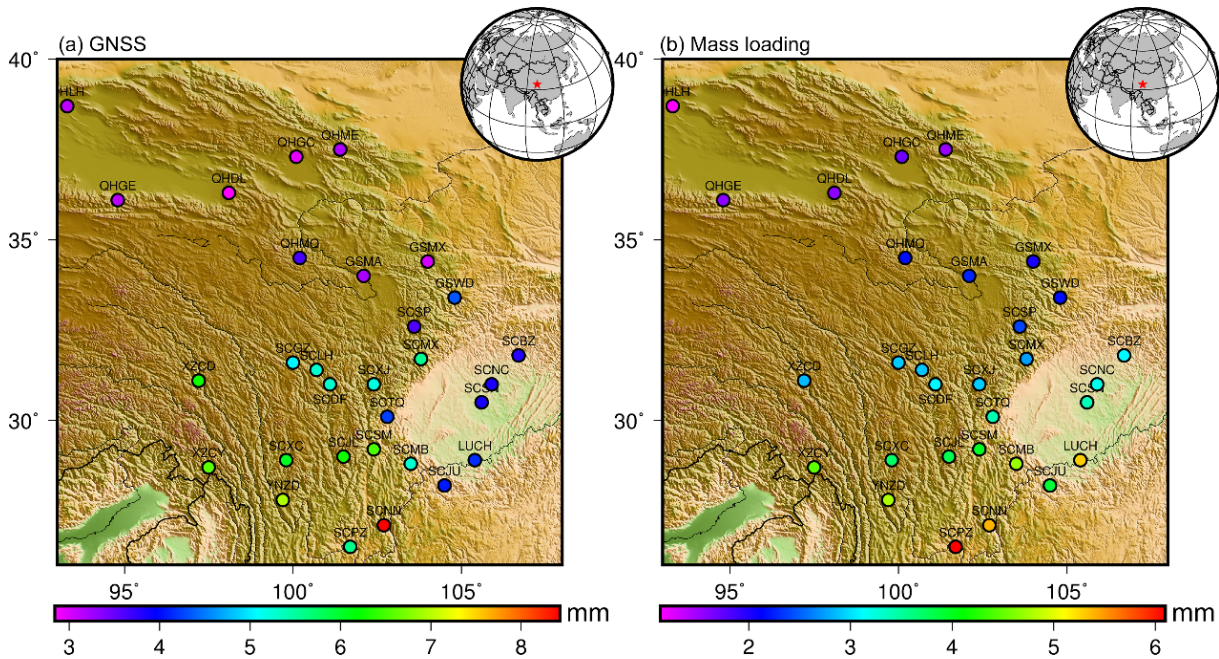 (a) GNSS
(b) Mass loading
40°
35°
30°
95°
100°
105°
HLH
QHGC
QHME
QHGE
QHDL
QHMQ
GSMA
GSMX
GSWD
SCSP
SCMX
SCGZ
SCLH
SCDF
SCXJ
SCBZ
SCNC
XZCD
SCTQ
SCSM
SCXC
SCJL
SCMB
LUCH
SCJU
YNZD
SCNN
SCPZ
mm
3 4 5 6 7 8
40°
35°
30°
95°
100°
105°
HLH
QHGC
QHME
QHGE
QHDL
QHMQ
GSMA
GSMX
GSWD
SCSP
SCMX
SCGZ
SCLH
SCDF
SCXJ
SCBZ
SCNC
XZCD
SCTQ
SCSM
SCXC
SCJL
SCMB
LUCH
SCJU
YNZD
SCNN
SCPZ
mm
2 3 4 5 6